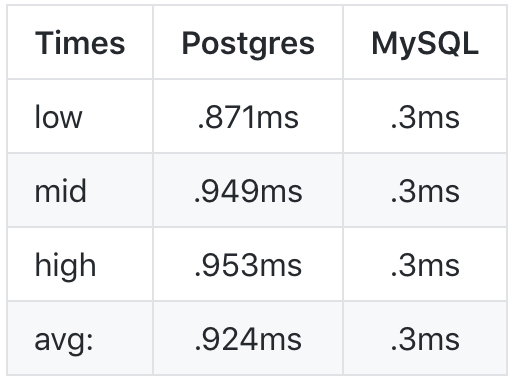 Times Postgres MySQL
low .871ms .3ms
mid .949ms .3ms
high .953ms .3ms
avg: .924ms .3ms